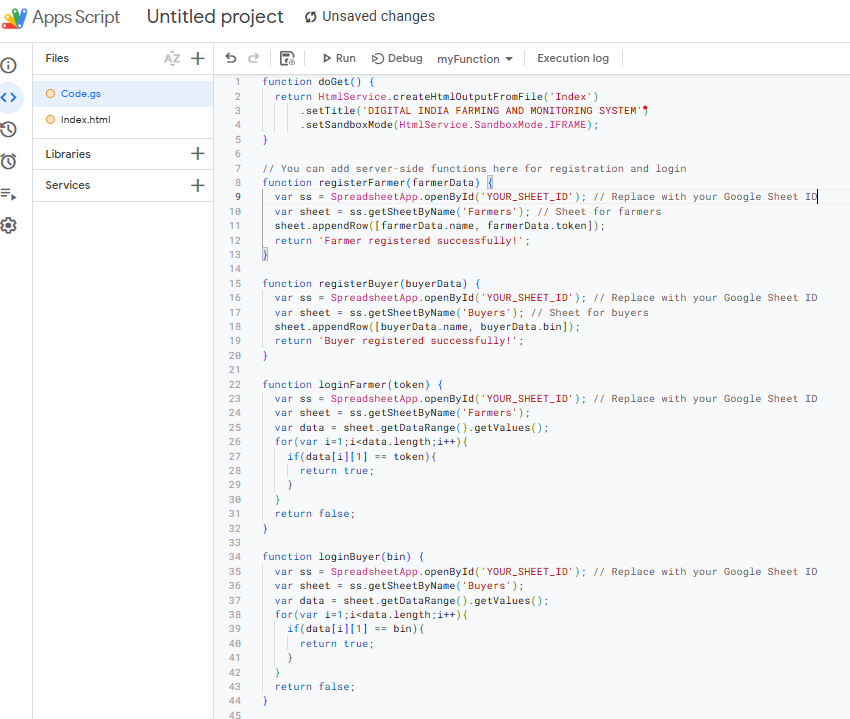 Apps Script Untitled project Unsaved changes
Files AZ
Run Debug myFunction Execution log
Code.gs
Index.html
Libraries
Services
1 function doGet() {
2 return HtmlService.createHtmlOutputFromFile('Index')
3 .setTitle('DIGITAL INDIA FARMING AND MONITORING SYSTEM')
4 .setSandboxMode(HtmlService.SandboxMode.IFRAME);
5 }
6
7 // You can add server-side functions here for registration and login
8 function registerFarmer(farmerData) {
9 var ss = SpreadsheetApp.openById('YOUR_SHEET_ID'); // Replace with your Google Sheet ID
10 var sheet = ss.getSheetByName('Farmers'); // Sheet for farmers
11 sheet.appendRow([farmerData.name, farmerData.token]);
12 return 'Farmer registered successfully!';
13 }
14
15 function registerBuyer(buyerData) {
16 var ss = SpreadsheetApp.openById('YOUR_SHEET_ID'); // Replace with your Google Sheet ID
17 var sheet = ss.getSheetByName('Buyers'); // Sheet for buyers
18 sheet.appendRow([buyerData.name, buyerData.bin]);
19 return 'Buyer registered successfully!';
20 }
21
22 function loginFarmer(token) {
23 var ss = SpreadsheetApp.openById('YOUR_SHEET_ID'); // Replace with your Google Sheet ID
24 var sheet = ss.getSheetByName('Farmers');
25 var data = sheet.getDataRange().getValues();
26 for(var i=1;i<data.length;i++){
27 if(data[i][1] == token){
28 return true;
29 }
30 }
31 return false;
32 }
33
34 function loginBuyer(bin) {
35 var ss = SpreadsheetApp.openById('YOUR_SHEET_ID'); // Replace with your Google Sheet ID
36 var sheet = ss.getSheetByName('Buyers');
37 var data = sheet.getDataRange().getValues();
38 for(var i=1;i<data.length;i++){
39 if(data[i][1] == bin){
40 return true;
41 }
42 }
43 return false;
44 }
45